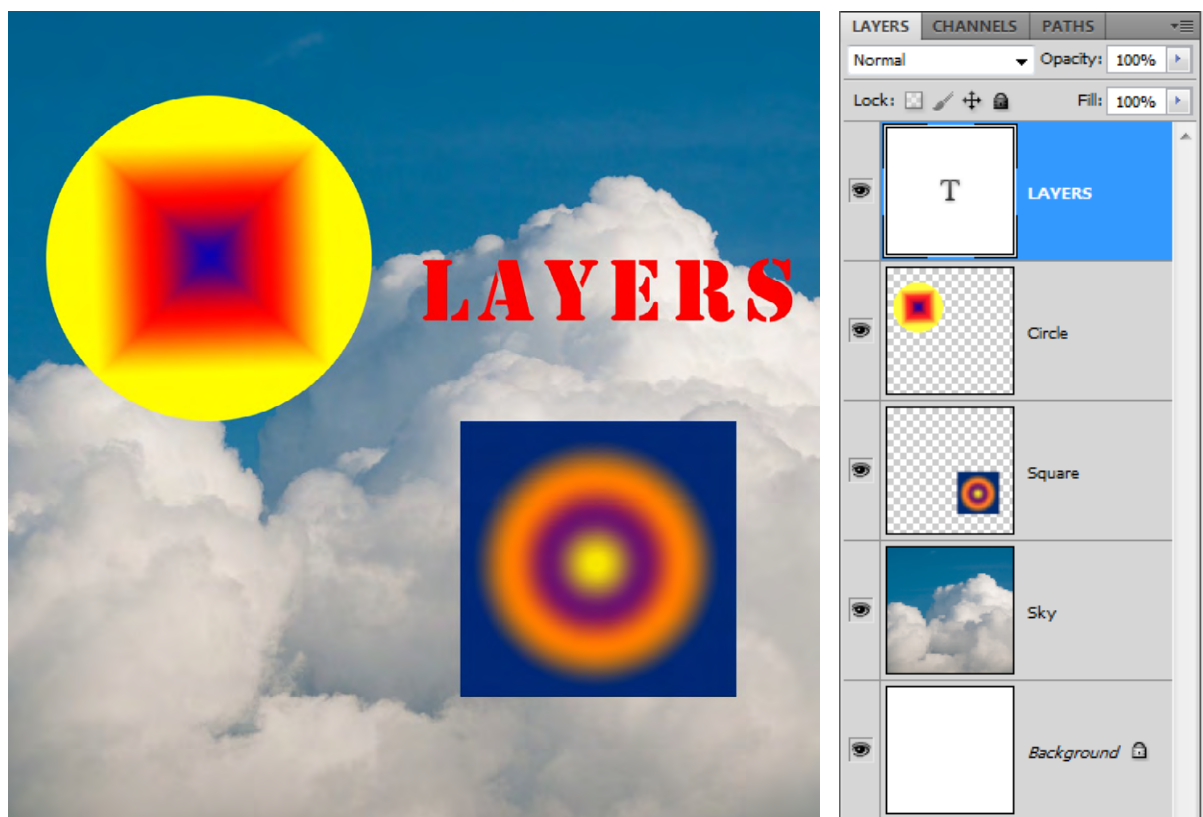 LAYERS
LAYERS CHANNELS PATHS
Normal Opacity: 100%
Lock: Fill: 100%
T LAYERS
Circle
Square
Sky
Background